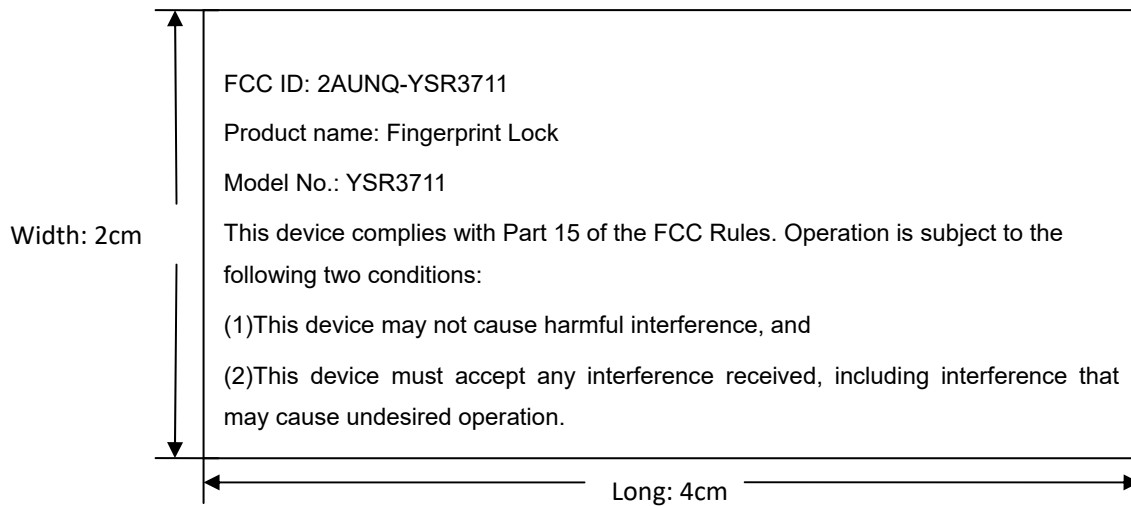 FCC ID: 2AUNQ-YSR3711
Product name: Fingerprint Lock
Model No.: YSR3711
Width: 2cm
This device complies with Part 15 of the FCC Rules. Operation is subject to the
following two conditions:
(1)This device may not cause harmful interference, and
(2)This device must accept any interference received, including interference that
may cause undesired operation.
Long: 4cm